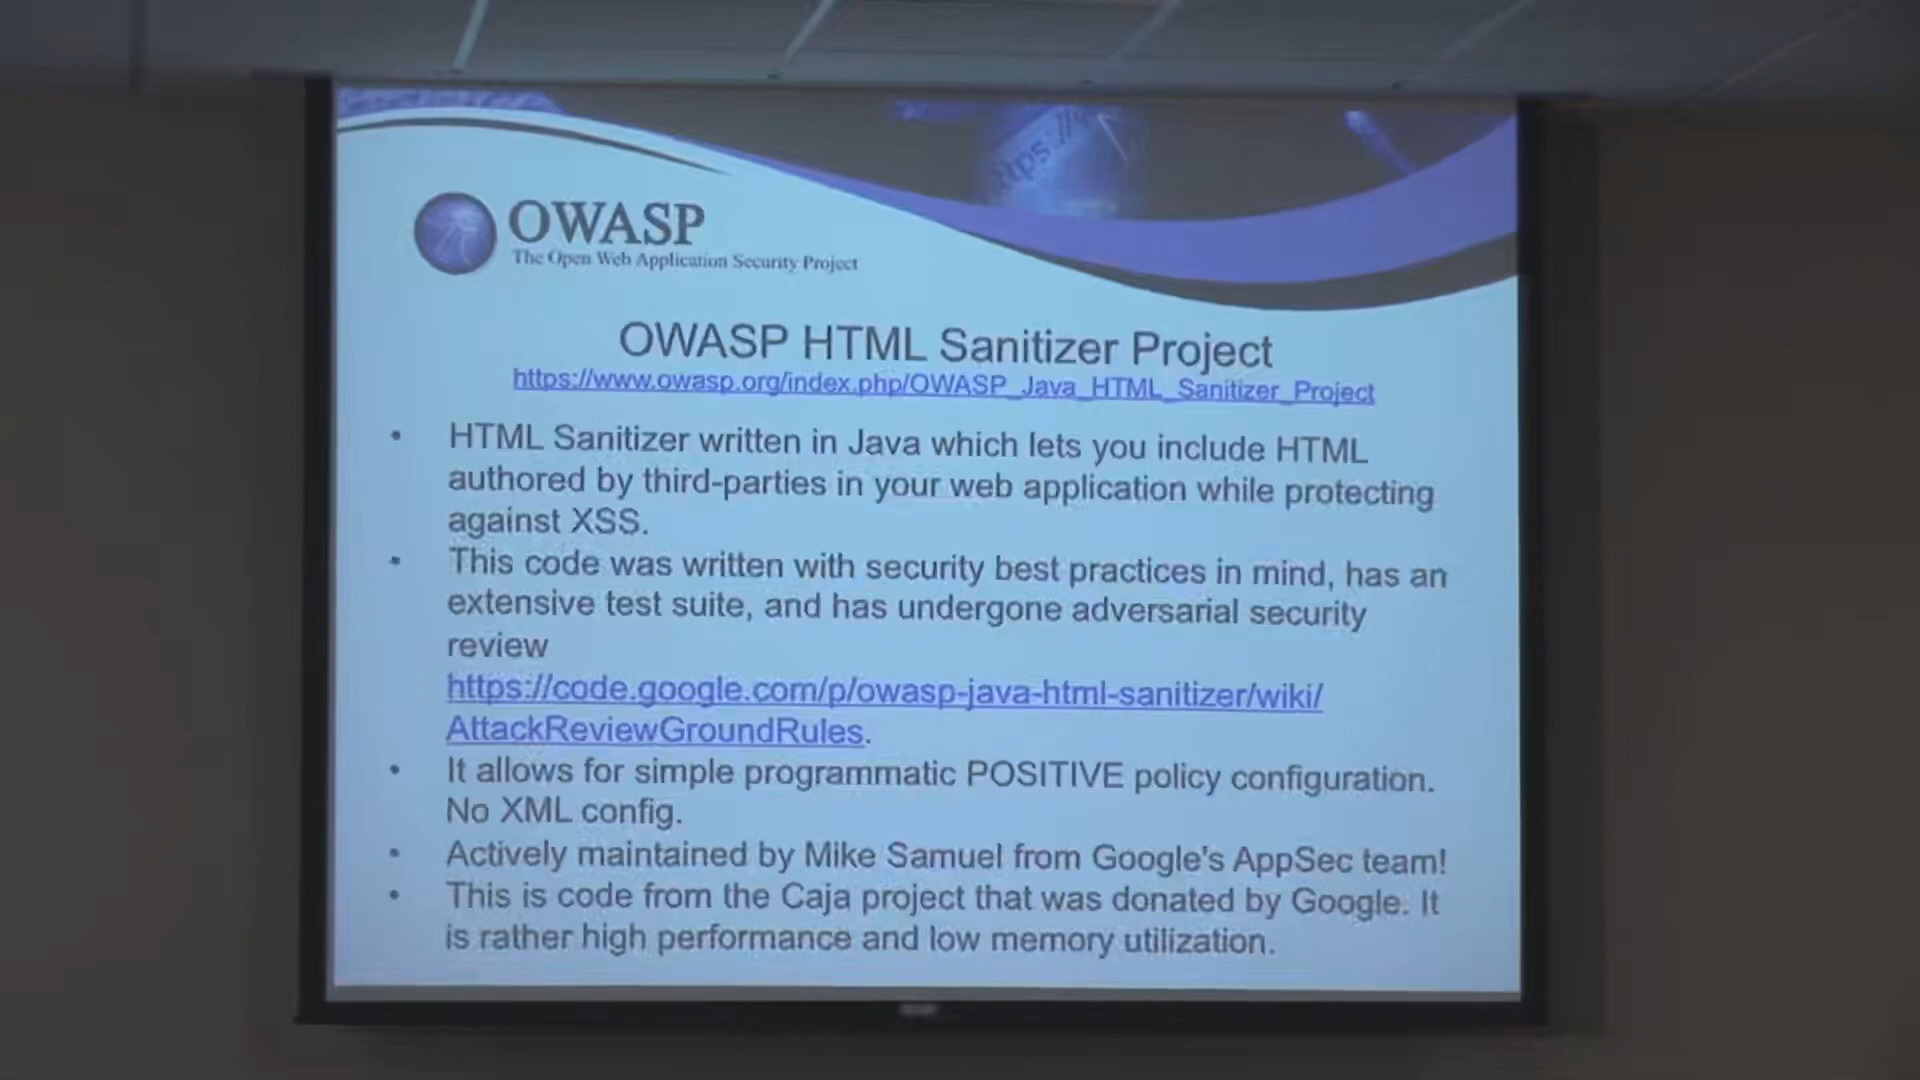 ttps://
OWASP
The Open Web Application Security Project
OWASP HTML Sanitizer Project
https://www.owasp.org/index.php/OWASP_Java_HTML_Sanitizer_Project
• HTML Sanitizer written in Java which lets you include HTML
authored by third-parties in your web application while protecting
against XSS.
• This code was written with security best practices in mind, has an
extensive test suite, and has undergone adversarial security
review
https://code.google.com/p/owasp-java-html-sanitizer/wiki/
AttackReviewGroundRules.
• It allows for simple programmatic POSITIVE policy configuration.
No XML config.
• Actively maintained by Mike Samuel from Google's AppSec team!
• This is code from the Caja project that was donated by Google. It
is rather high performance and low memory utilization.